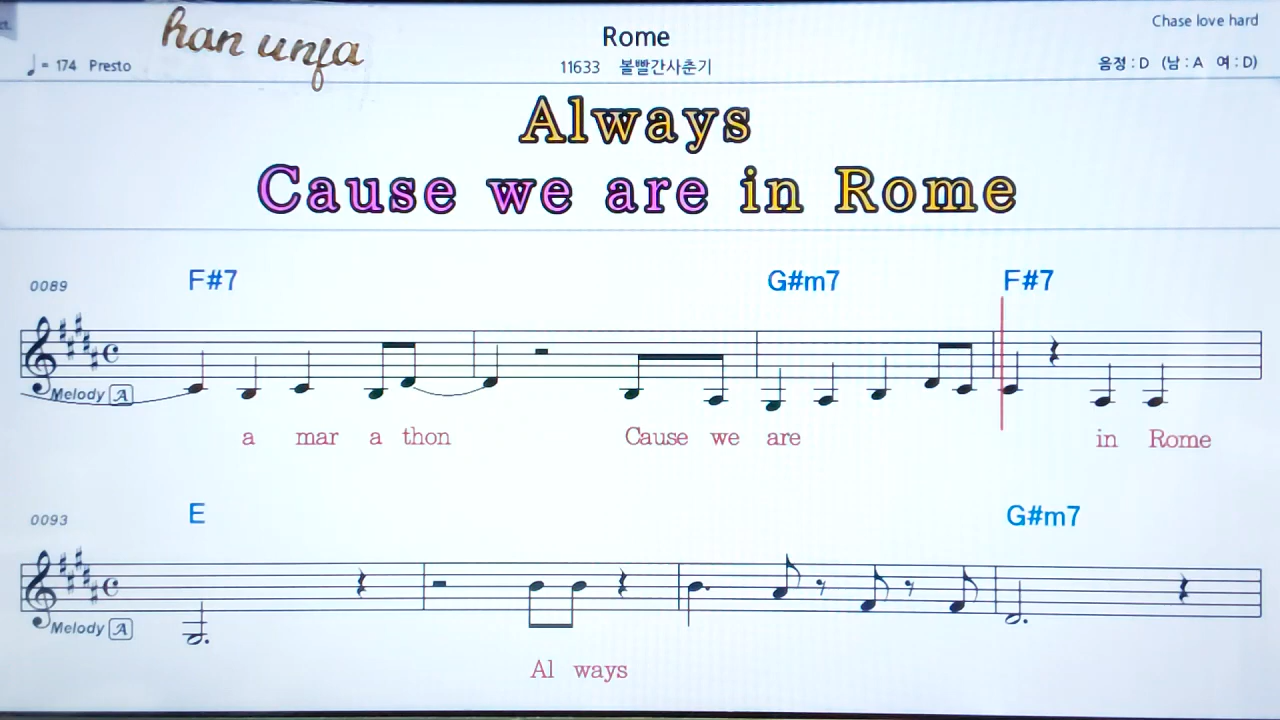 han unfa
Rome
Chase love hard
♩= 174 Presto
11633 볼빨간사춘기
음정 : D (남 : A 여 : D)
Always
Cause we are in Rome
0089 F#7 G#m7 F#7
Melody A
a mar a thon Cause we are in Rome
0093 E G#m7
Melody A
Al ways